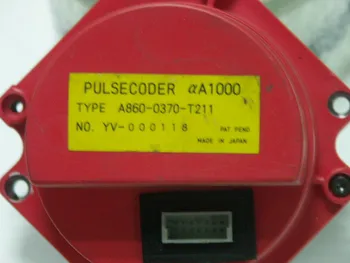 PULSECODER αA1000
TYPE A860-0370-T211
NO. YV-000118 PAT PEND
MADE IN JAPAN